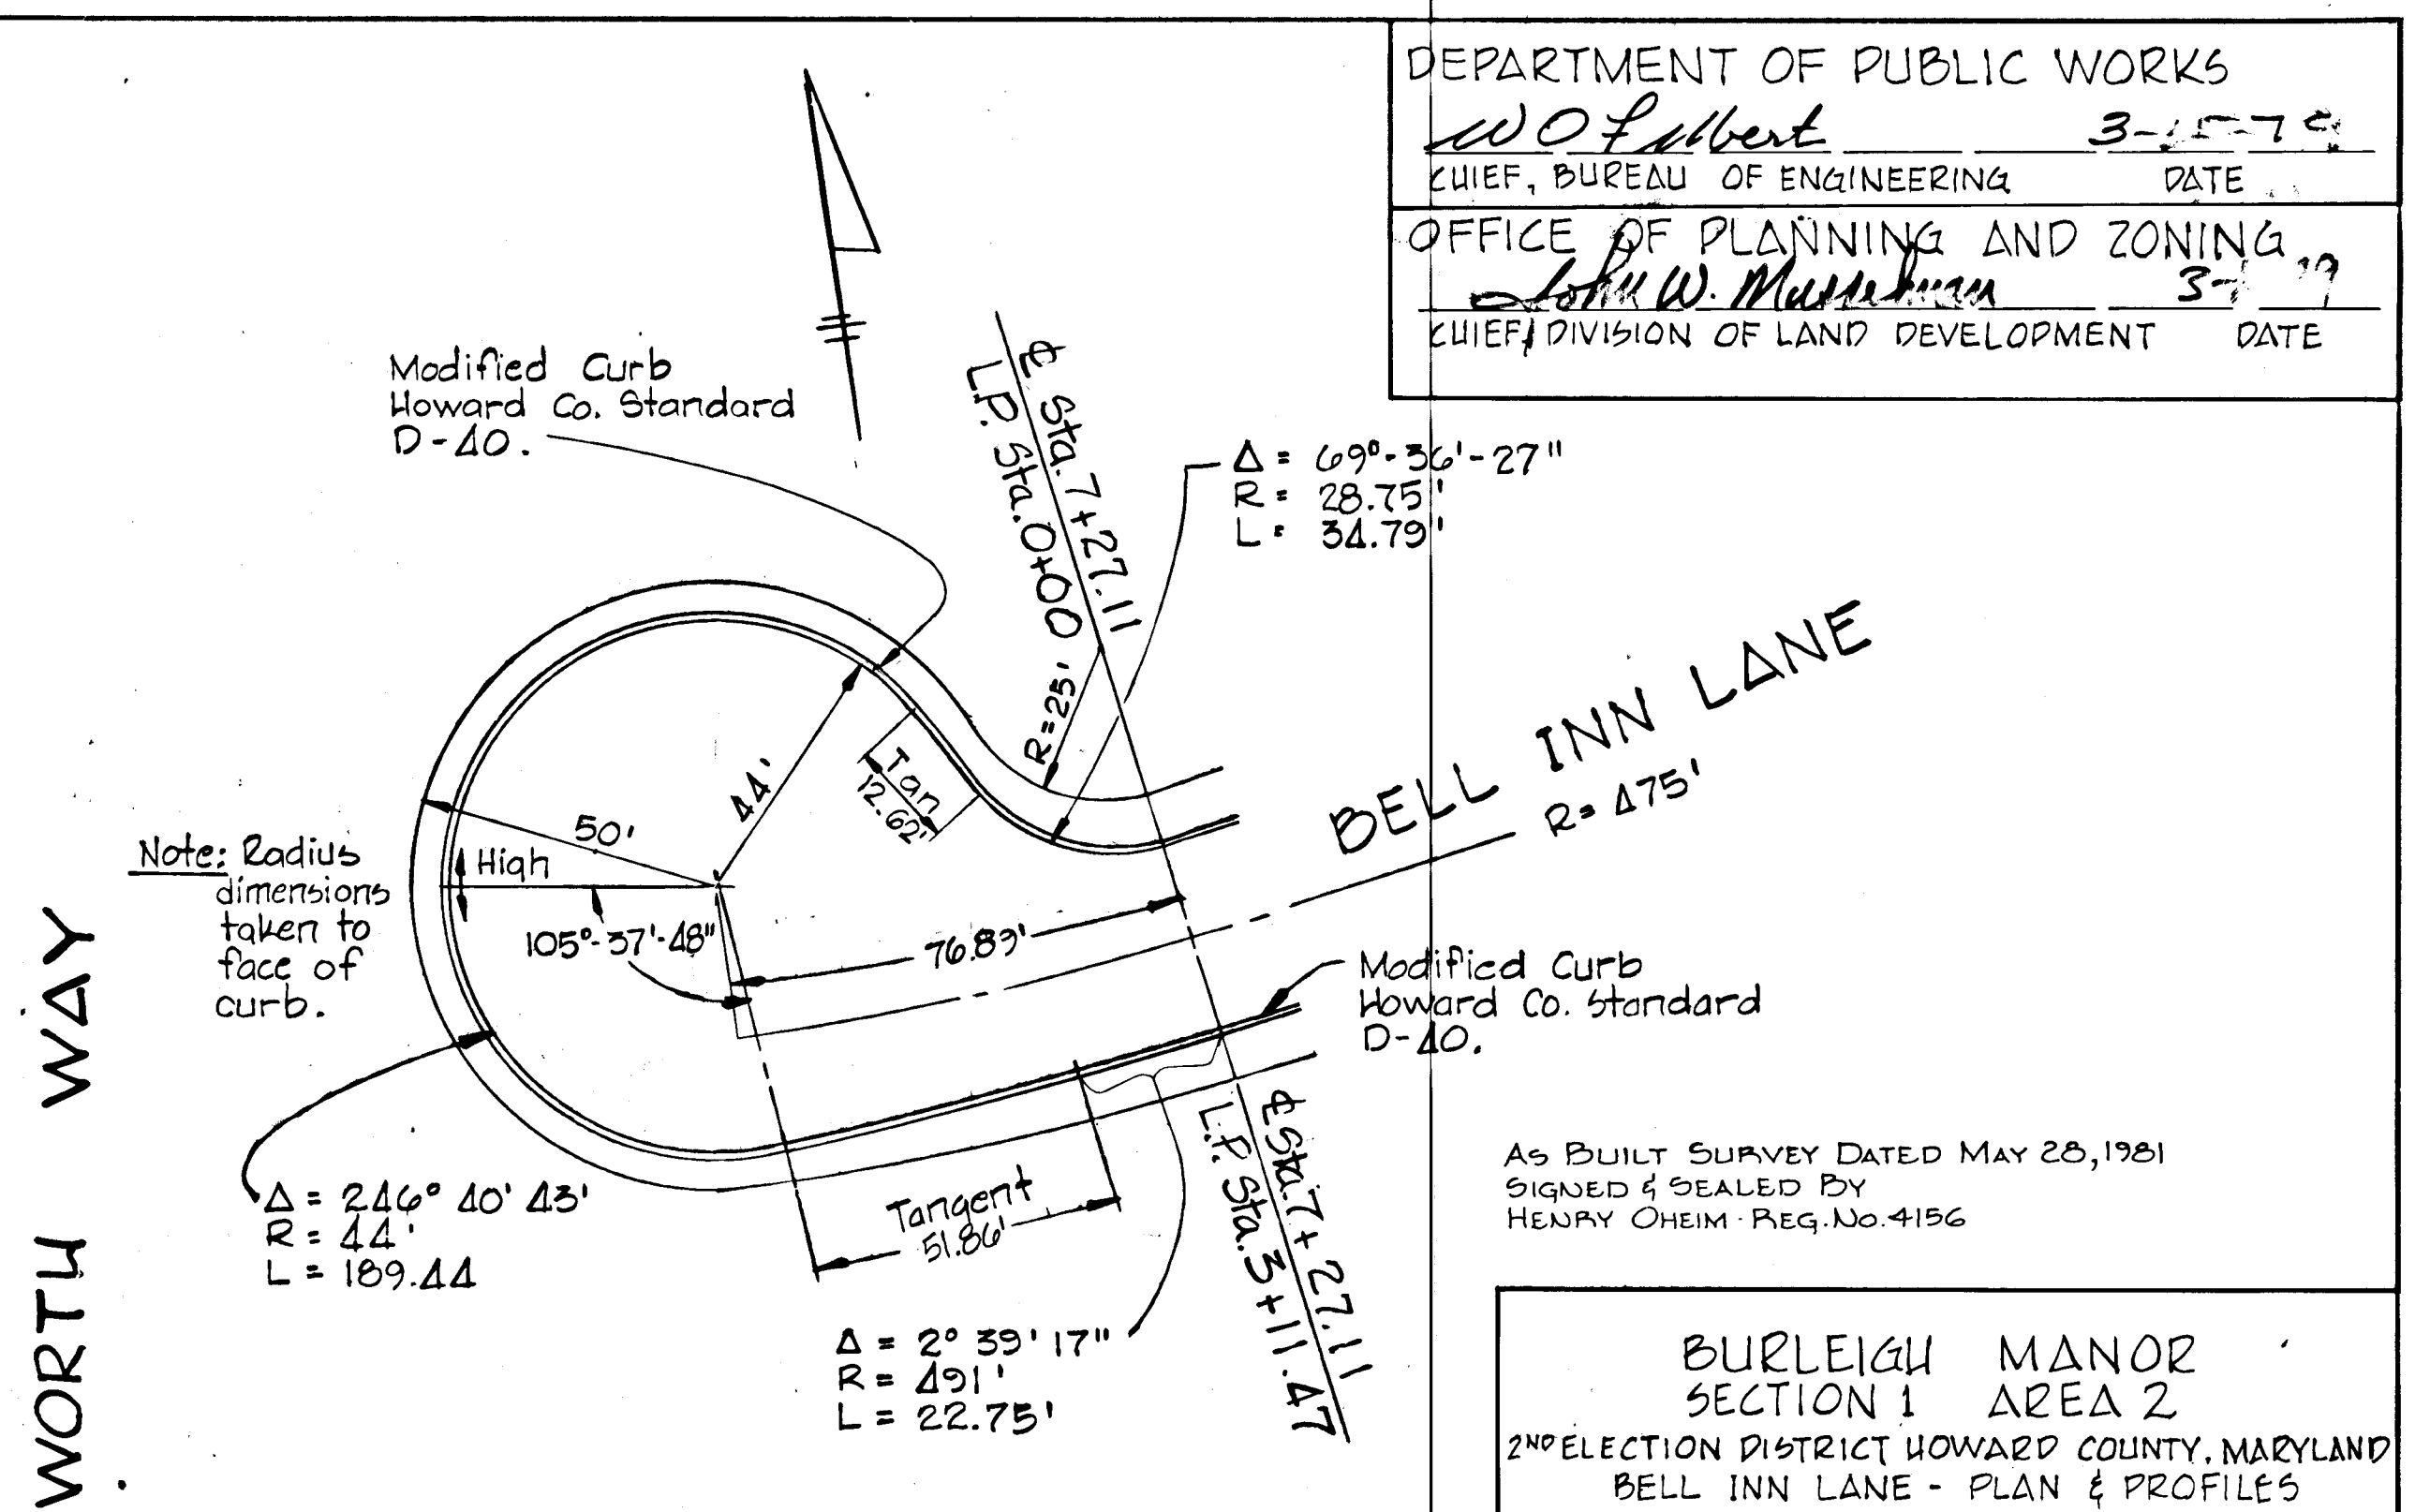 DEPARTMENT OF PUBLIC WORKS
CHIEF, BUREAU OF ENGINEERING DATE
OFFICE OF PLANNING AND ZONING
John W. Musselman
CHIEF, DIVISION OF LAND DEVELOPMENT DATE
Modified Curb
Howard Co. Standard
D-40.
℄ Sta. 7+27.11
L.P. Sta. 0+00
Δ = 69°-36'-27"
R = 28.75'
L = 34.79'
R=25'
BELL INN LANE
R= 475'
Tan
12.62'
44'
50'
High
Note: Radius
dimensions
taken to
face of
curb.
105°-37'-48"
76.89'
Modified Curb
Howard Co. Standard
D-40.
WORTH WAY
℄ Sta. 7+27.11
L.P. Sta. 3+11.47
Tangent
51.86'
Δ = 246° 40' 43'
R = 44'
L = 189.44
Δ = 2° 39' 17"
R = 491'
L = 22.75'
AS BUILT SURVEY DATED MAY 28, 1981
SIGNED & SEALED BY
HENRY OHEIM · REG. NO. 4156
BURLEIGH MANOR
SECTION 1 AREA 2
2ND ELECTION DISTRICT HOWARD COUNTY, MARYLAND
BELL INN LANE - PLAN & PROFILES